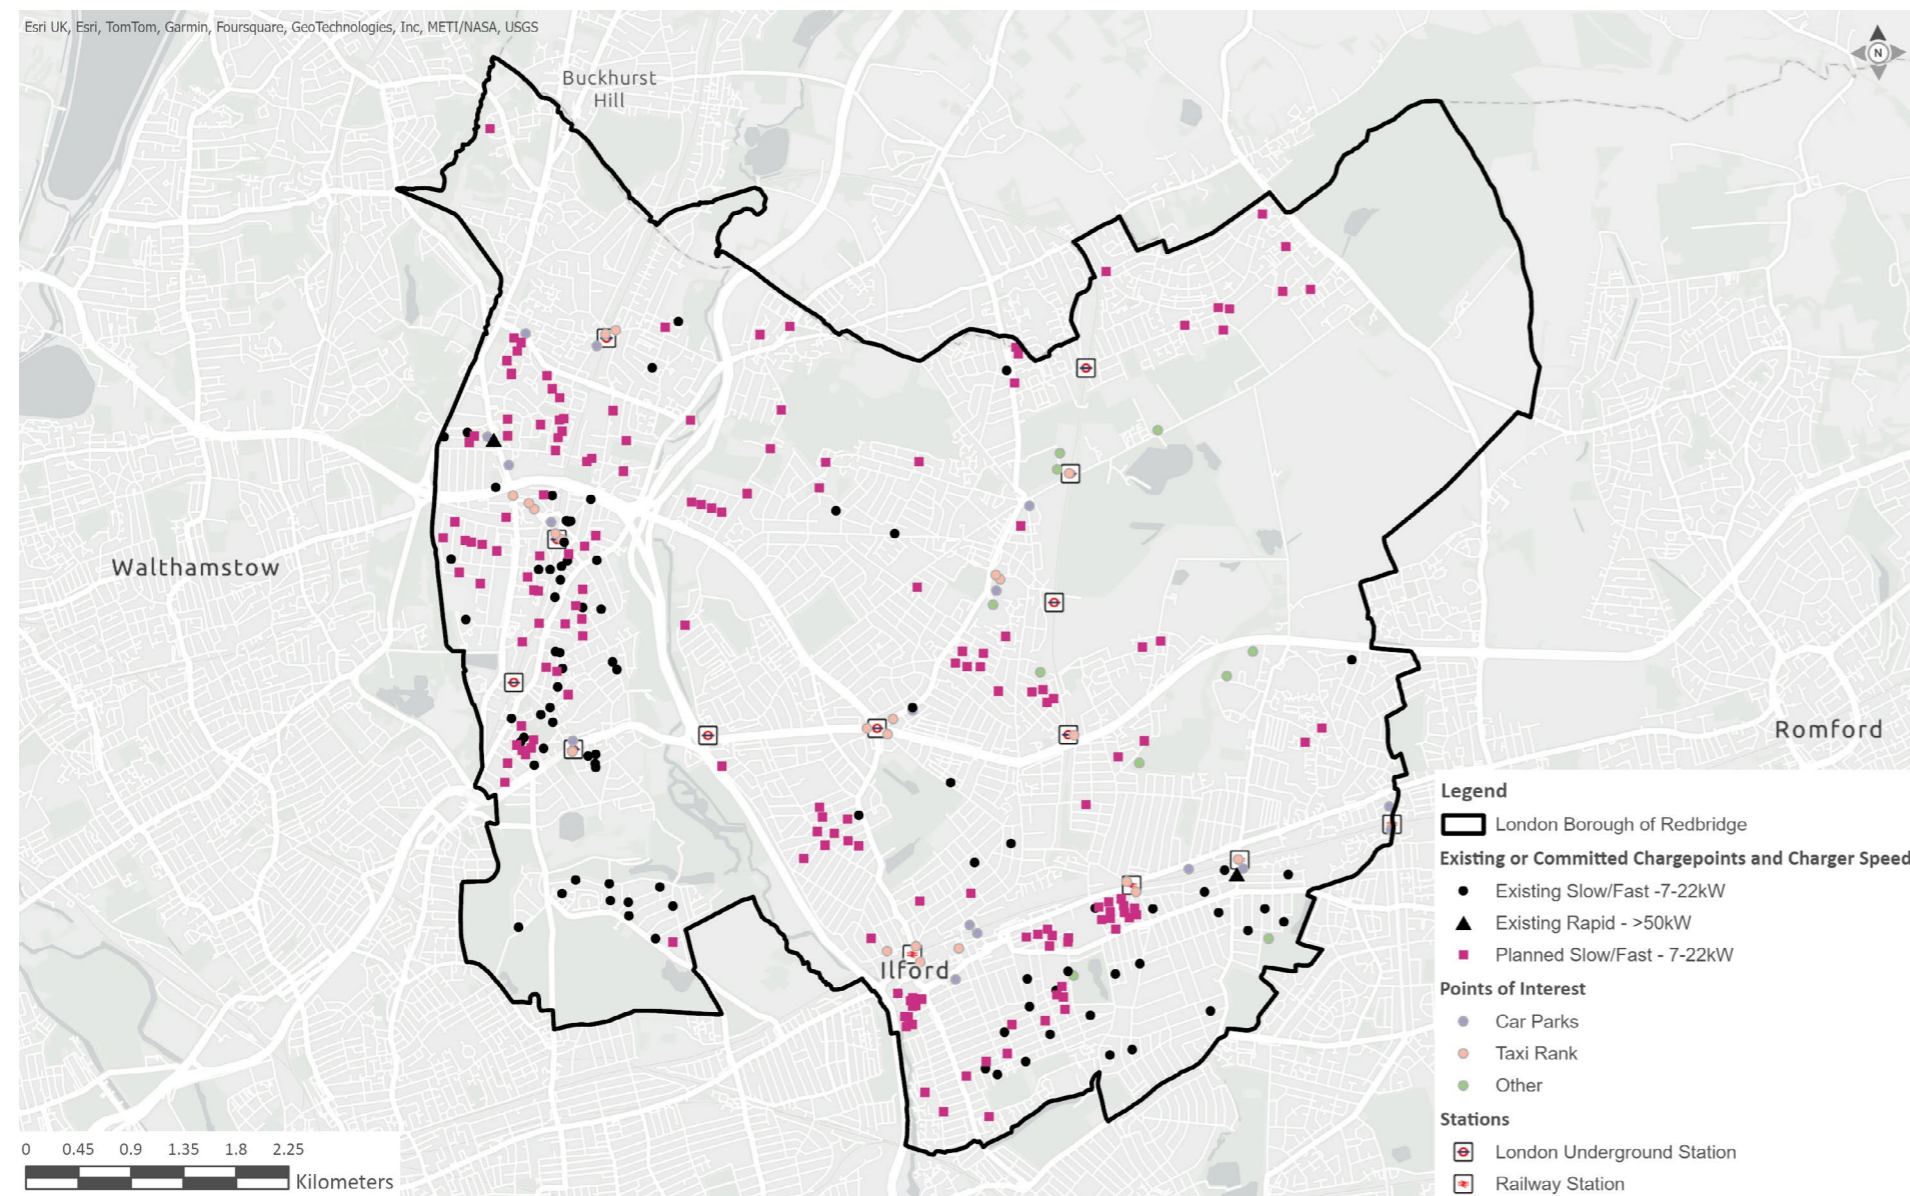 Esri UK, Esri, TomTom, Garmin, Foursquare, GeoTechnologies, Inc, METI/NASA, USGS
N
Buckhurst
Hill
Walthamstow
Romford
Ilford
Legend
London Borough of Redbridge
Existing or Committed Chargepoints and Charger Speed
Existing Slow/Fast -7-22kW
Existing Rapid - >50kW
Planned Slow/Fast - 7-22kW
Points of Interest
Car Parks
Taxi Rank
Other
Stations
London Underground Station
Railway Station
0 0.45 0.9 1.35 1.8 2.25
Kilometers